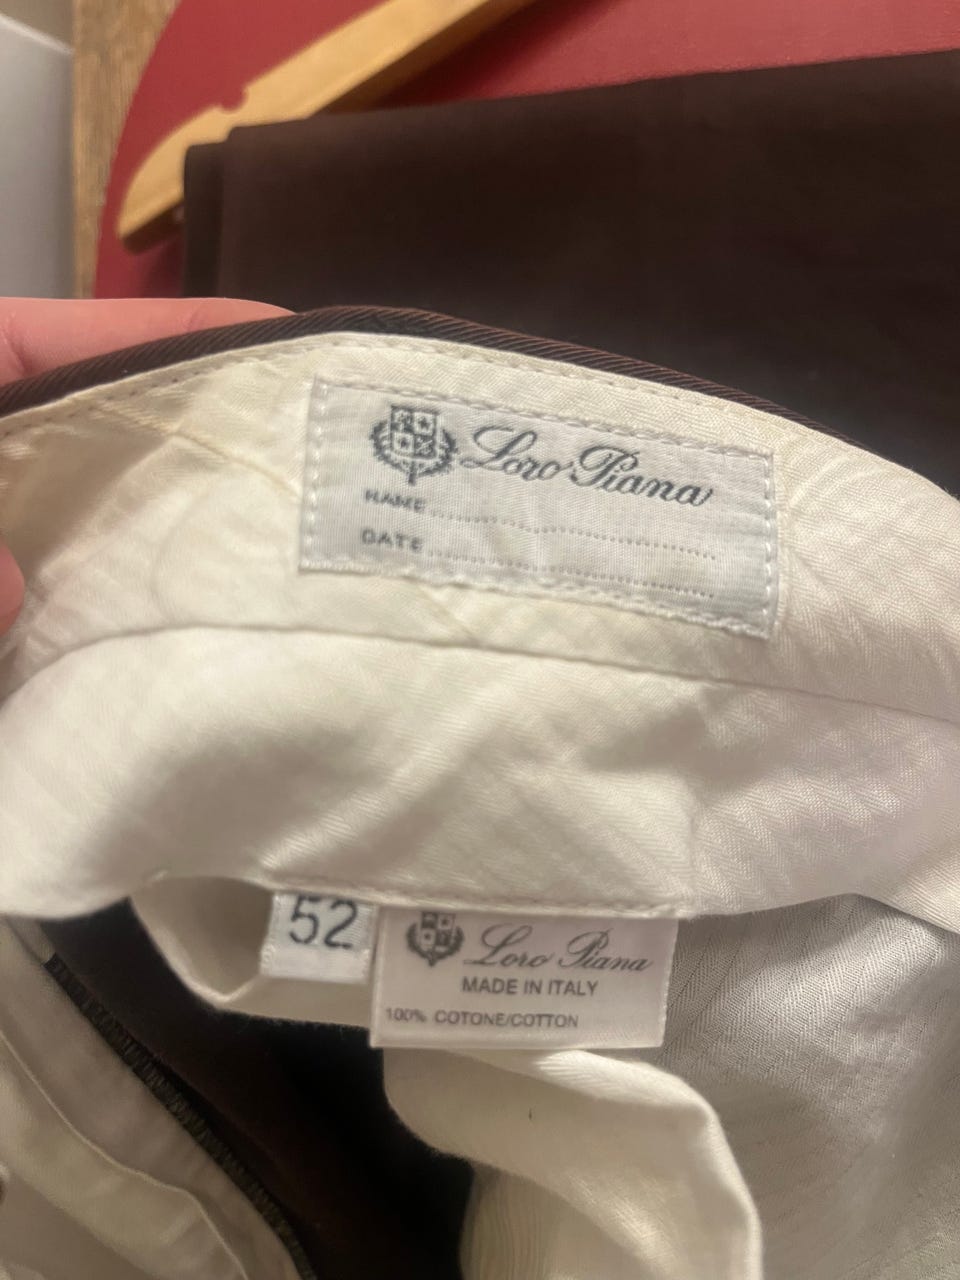 Loro Piana
NAME
DATE
52
Loro Piana
MADE IN ITALY
100% COTONE/COTTON